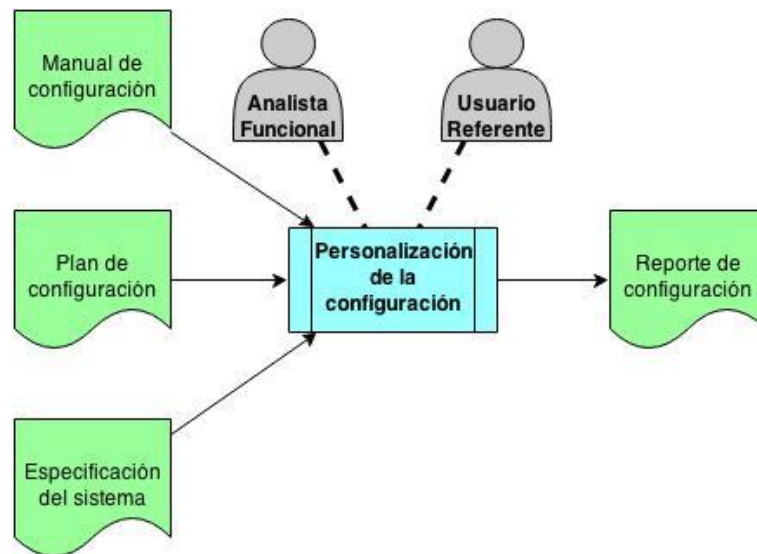 Manual de
configuración
Analista
Funcional
Usuario
Referente
Plan de
configuración
Personalización
de la
configuración
Reporte de
configuración
Especificación
del sistema